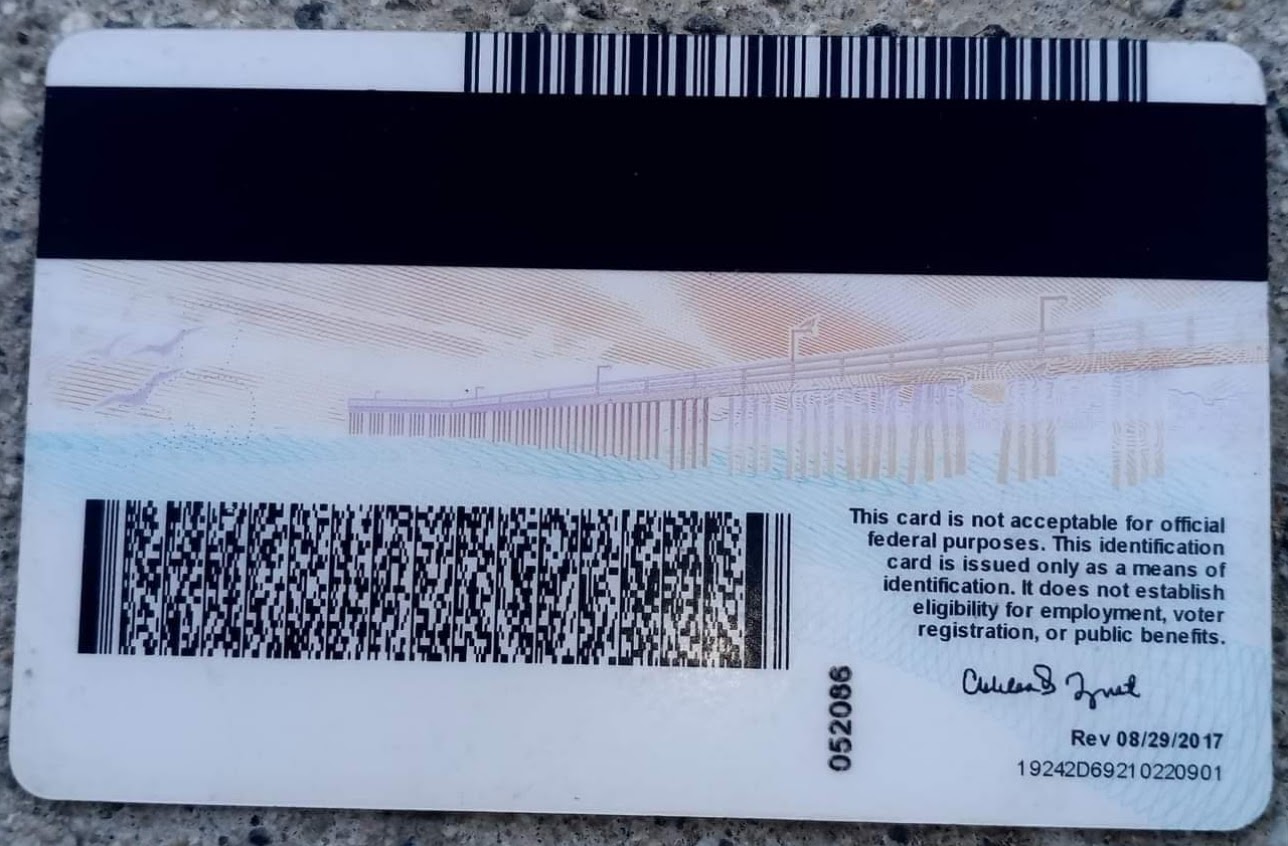 This card is not acceptable for official
federal purposes. This identification
card is issued only as a means of
identification. It does not establish
eligibility for employment, voter
registration, or public benefits.
Rev 08/29/2017
19242D69210220901
052086